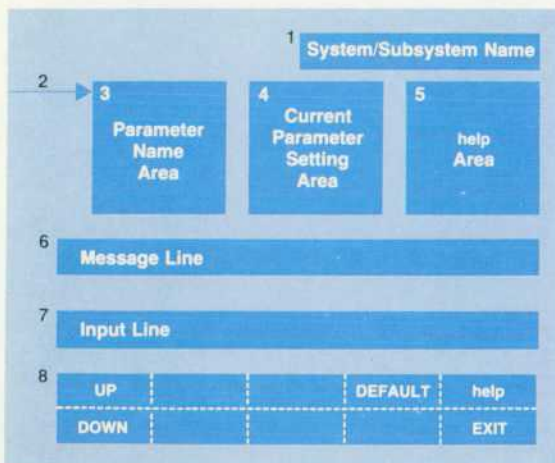 1 System/Subsystem Name
2
3
Parameter
Name
Area
4
Current
Parameter
Setting
Area
5
help
Area
6
Message Line
7
Input Line
8
UP DEFAULT help
DOWN EXIT